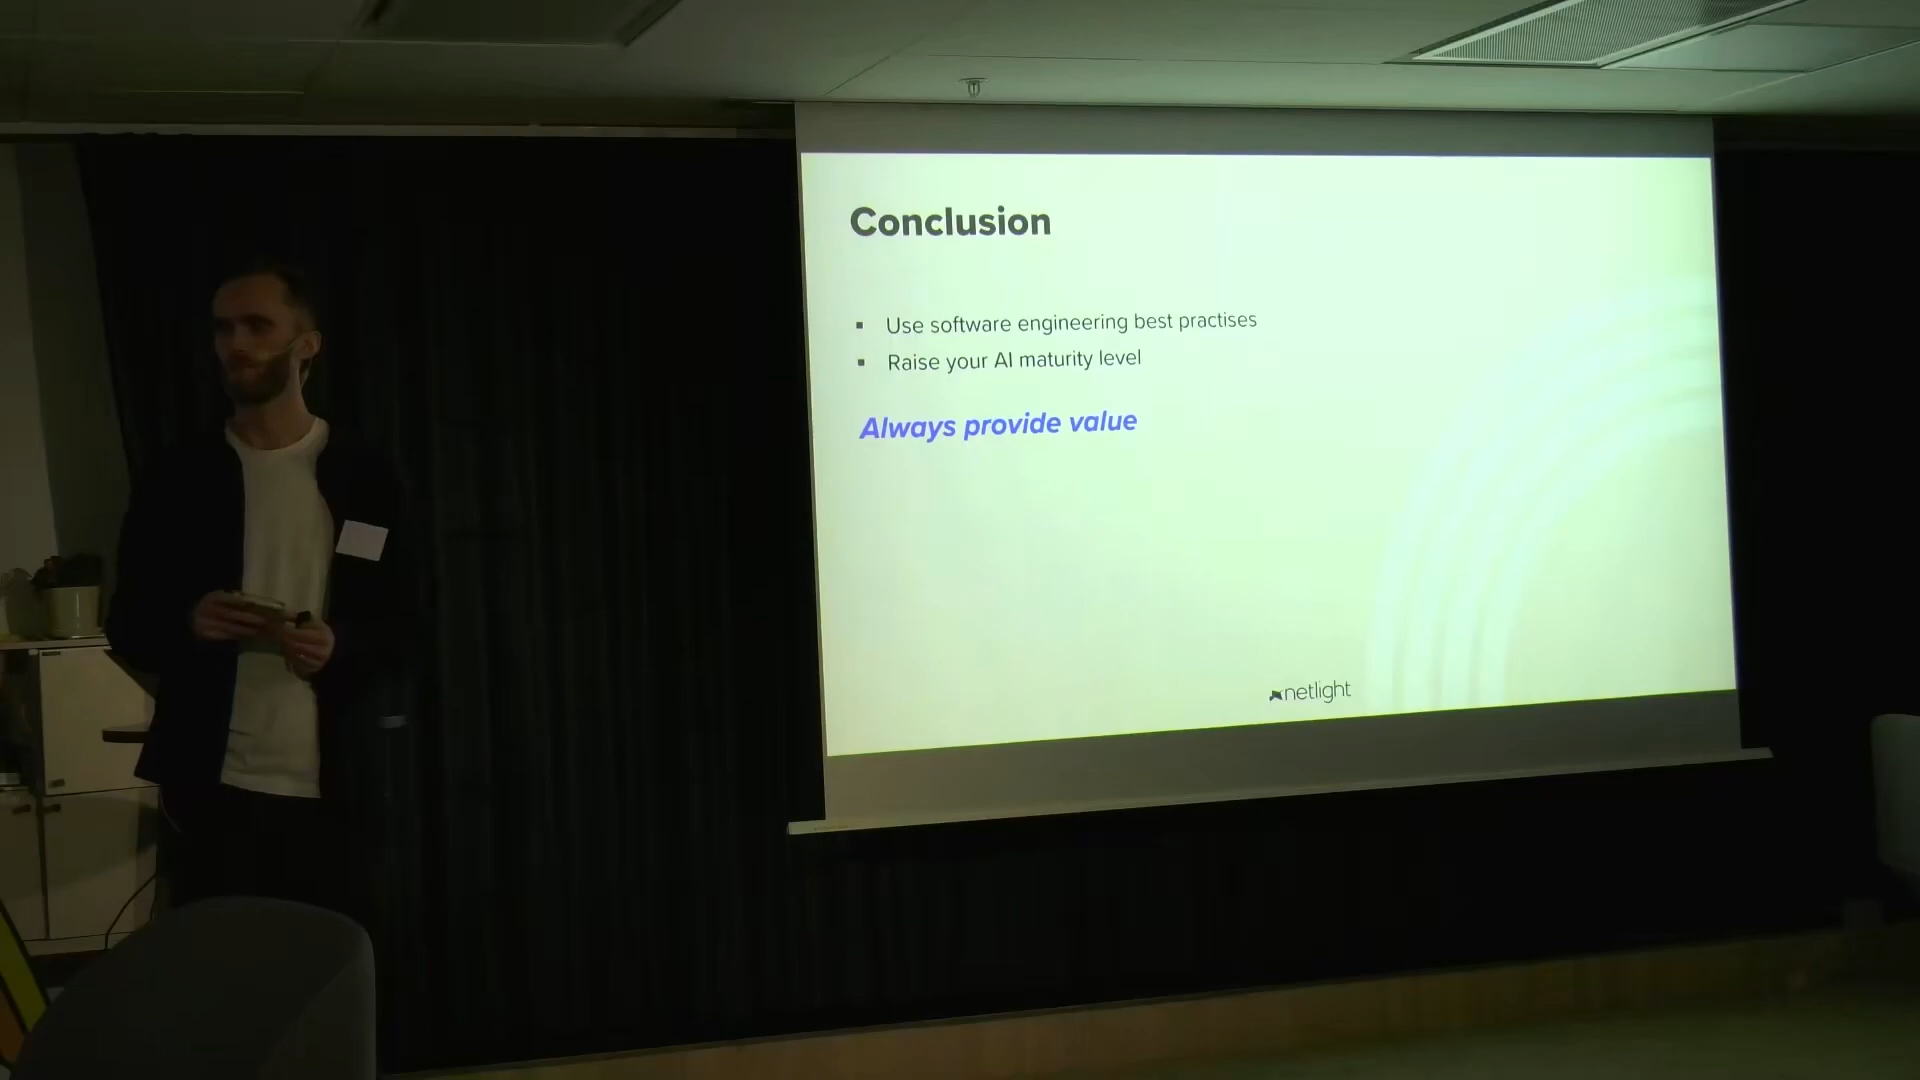 Conclusion
Use software engineering best practises
Raise your AI maturity level
Always provide value
netlight